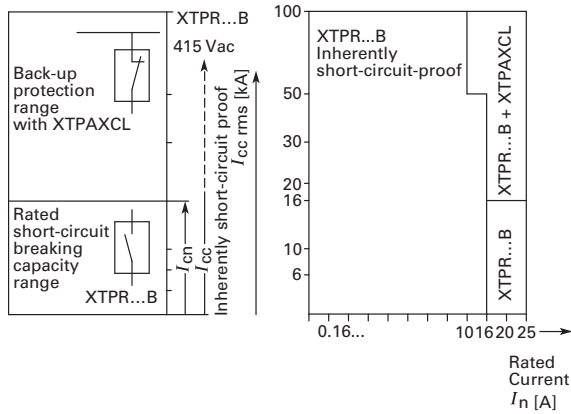 XTPR...B
415 Vac
Back-up
protection
range
with XTPAXCL
Rated
short-circuit
breaking
capacity
range
XTPR...B
Icn
Icc
Inherently short-circuit proof
Icc rms [kA]
100
50
30
20
16
10
6
XTPR...B
Inherently
short-circuit-proof
XTPR...B + XTPAXCL
XTPR...B
0.16... 10 16 20 25
Rated
Current
In [A]